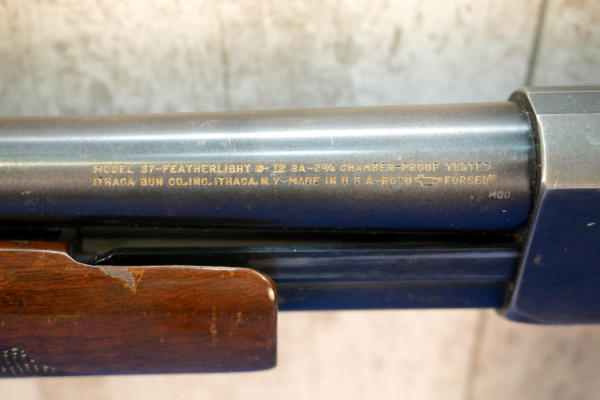 MODEL 37-FEATHERLIGHT 12 GA-2¾ CHAMBER-PROOF TESTED
ITHACA GUN CO.,INC. ITHACA, N.Y-MADE IN U S A-ROTO FORGED
MOD